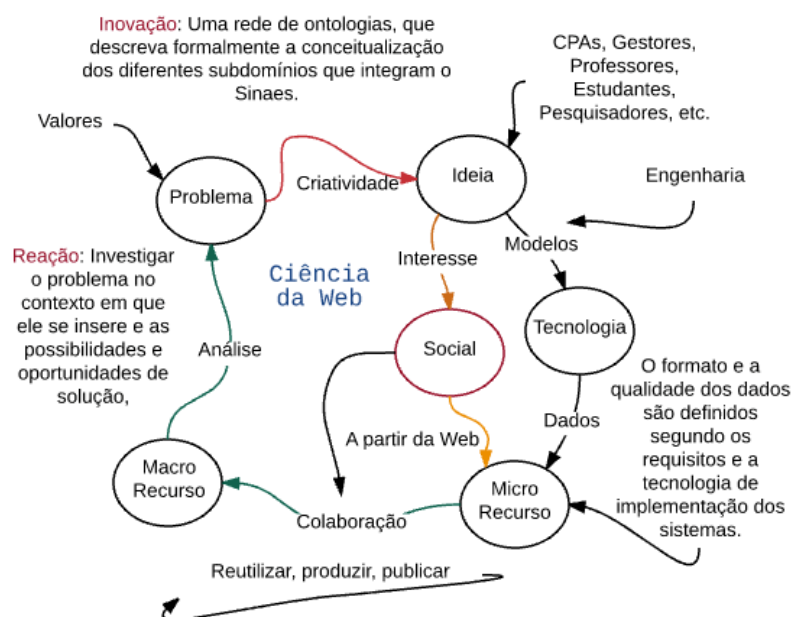 Inovação: Uma rede de ontologias, que
descreva formalmente a conceitualização
dos diferentes subdomínios que integram o
Sinaes.
CPAs, Gestores,
Professores,
Estudantes,
Pesquisadores, etc.
Valores
Problema
Criatividade
Ideia
Engenharia
Modelos
Interesse
Reação: Investigar
o problema no
contexto em que
ele se insere e as
possibilidades e
oportunidades de
solução,
Ciência
da Web
Análise
Social
Tecnologia
O formato e a
qualidade dos dados
são definidos
segundo os
requisitos e a
tecnologia de
implementação dos
sistemas.
A partir da Web
Dados
Macro
Recurso
Micro
Recurso
Colaboração
Reutilizar, produzir, publicar